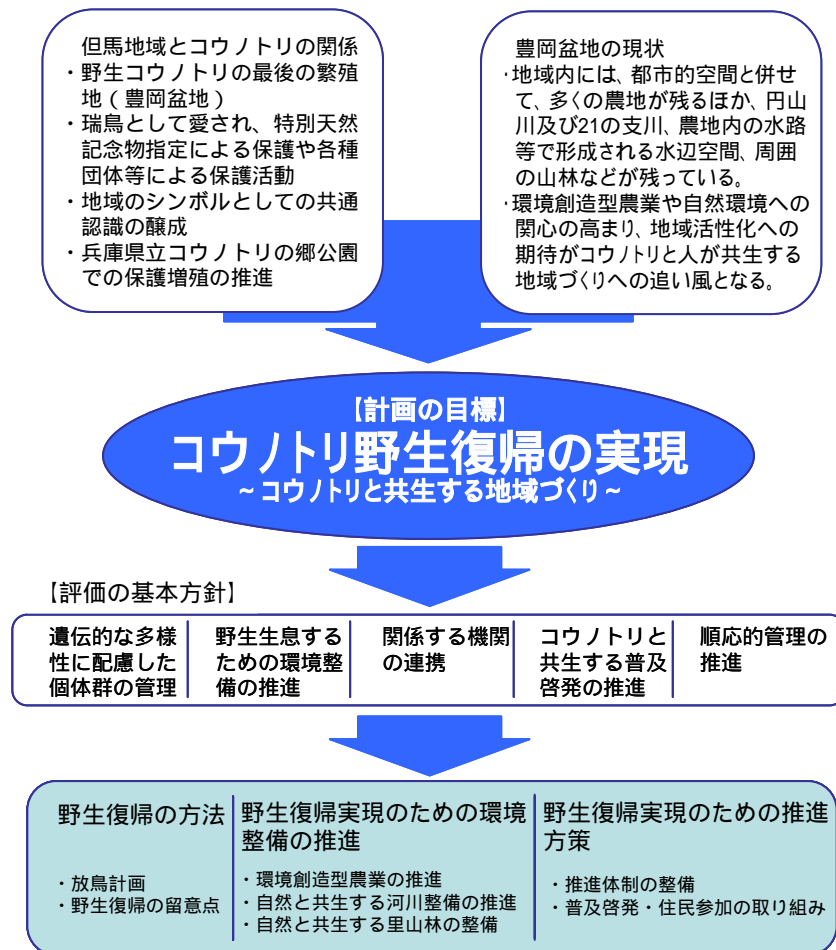 但馬地域とコウノトリの関係
・野生コウノトリの最後の繁殖
地(豊岡盆地)
・瑞鳥として愛され、特別天然
記念物指定による保護や各種
団体等による保護活動
・地域のシンボルとしての共通
認識の醸成
・兵庫県立コウノトリの郷公園
での保護増殖の推進
豊岡盆地の現状
・地域内には、都市的空間と併せ
て、多くの農地が残るほか、円山
川及び21の支川、農地内の水路
等で形成される水辺空間、周囲
の山林などが残っている。
・環境創造型農業や自然環境への
関心の高まり、地域活性化への
期待がコウノトリと人が共生する
地域づくりへの追い風となる。
【計画の目標】
コウノトリ野生復帰の実現
~コウノトリと共生する地域づくり~
【評価の基本方針】
遺伝的な多様
性に配慮した
個体群の管理
野生生息する
ための環境整
備の推進
関係する機関
の連携
コウノトリと
共生する普及
啓発の推進
順応的管理の
推進
野生復帰の方法
・放鳥計画
・野生復帰の留意点
野生復帰実現のための環境
整備の推進
・環境創造型農業の推進
・自然と共生する河川整備の推進
・自然と共生する里山林の整備
野生復帰実現のための推進
方策
・推進体制の整備
・普及啓発・住民参加の取り組み